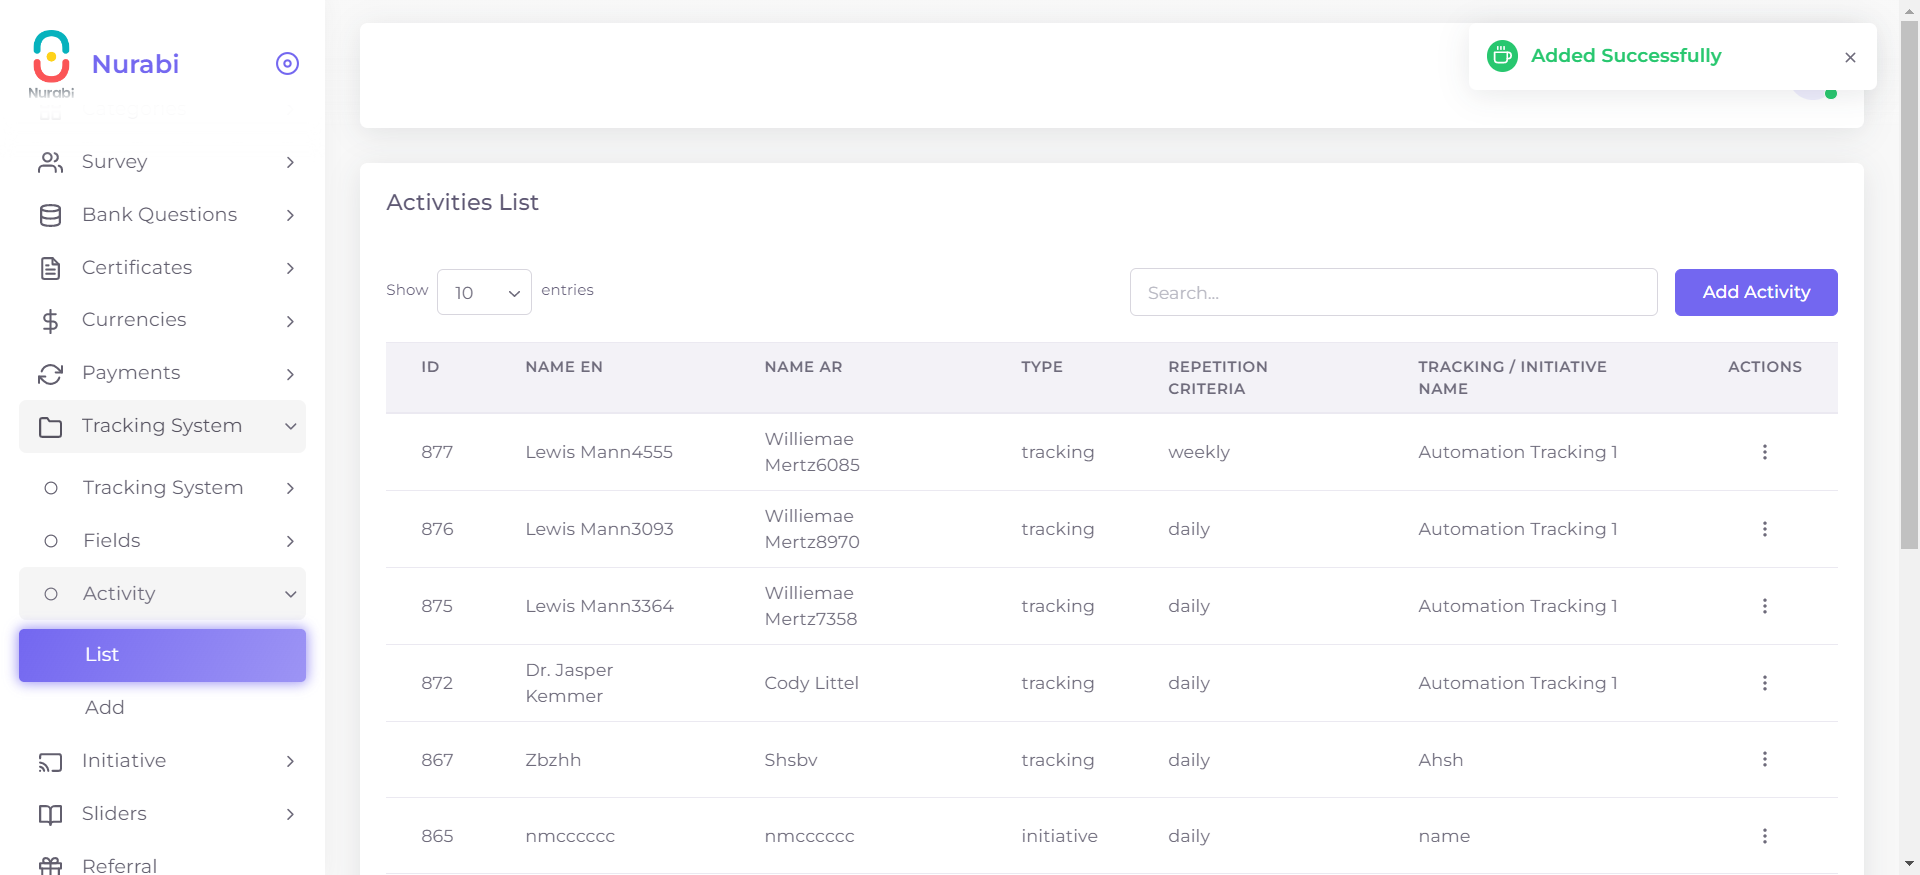 Nurabi
Nurabi
Survey
Bank Questions
Certificates
Currencies
Payments
Tracking System
Tracking System
Fields
Activity
List
Add
Initiative
Sliders
Referral
Added Successfully
Activities List
Show 10 entries
Search...
Add Activity
ID NAME EN NAME AR TYPE REPETITION CRITERIA TRACKING / INITIATIVE NAME ACTIONS
877 Lewis Mann4555 Williemae Mertz6085 tracking weekly Automation Tracking 1
876 Lewis Mann3093 Williemae Mertz8970 tracking daily Automation Tracking 1
875 Lewis Mann3364 Williemae Mertz7358 tracking daily Automation Tracking 1
872 Dr. Jasper Kemmer Cody Littel tracking daily Automation Tracking 1
867 Zbzhh Shsbv tracking daily Ahsh
865 nmcccccc nmcccccc initiative daily name